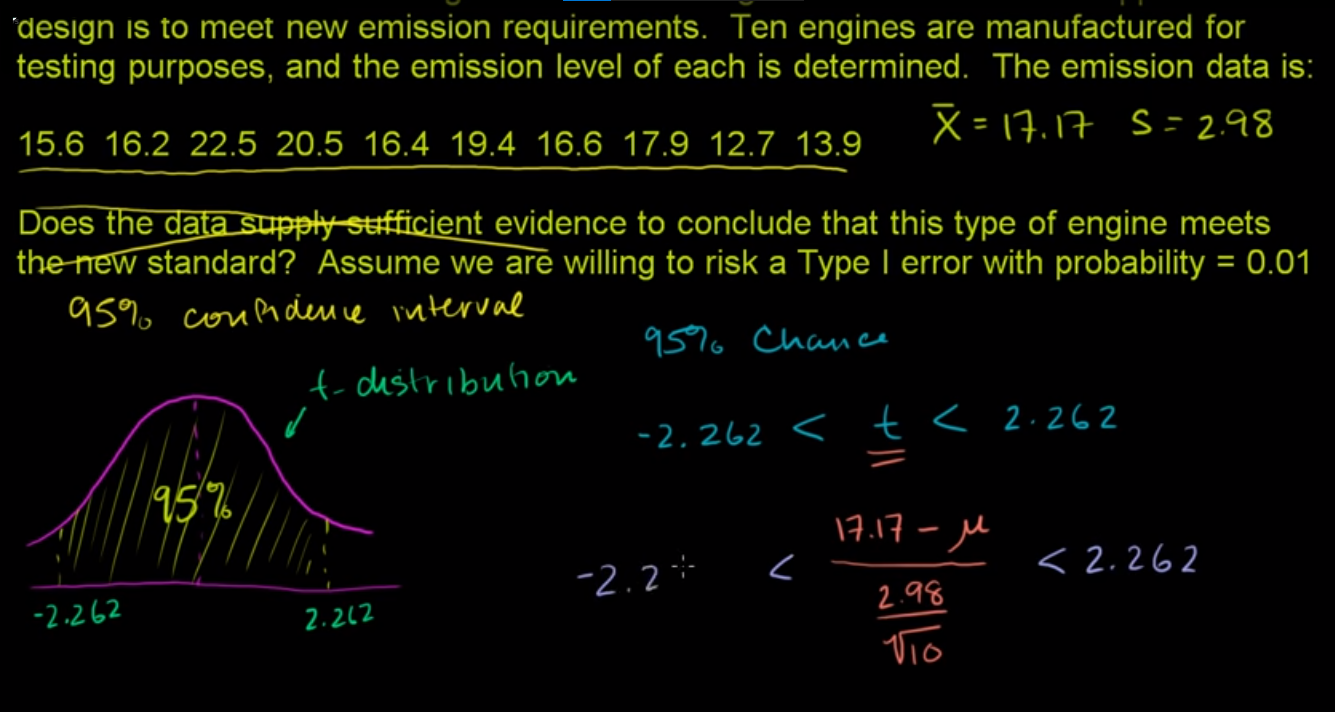 design is to meet new emission requirements. Ten engines are manufactured for
testing purposes, and the emission level of each is determined. The emission data is:
15.6 16.2 22.5 20.5 16.4 19.4 16.6 17.9 12.7 13.9
X̄ = 17.17 S = 2.98
Does the data supply sufficient evidence to conclude that this type of engine meets
the new standard? Assume we are willing to risk a Type I error with probability = 0.01
95% confidence interval
t-distribution
95%
-2.262 2.262
95% Chance
-2.262 < t < 2.262
17.17 - μ
-2.2 < < 2.262
2.98
√10